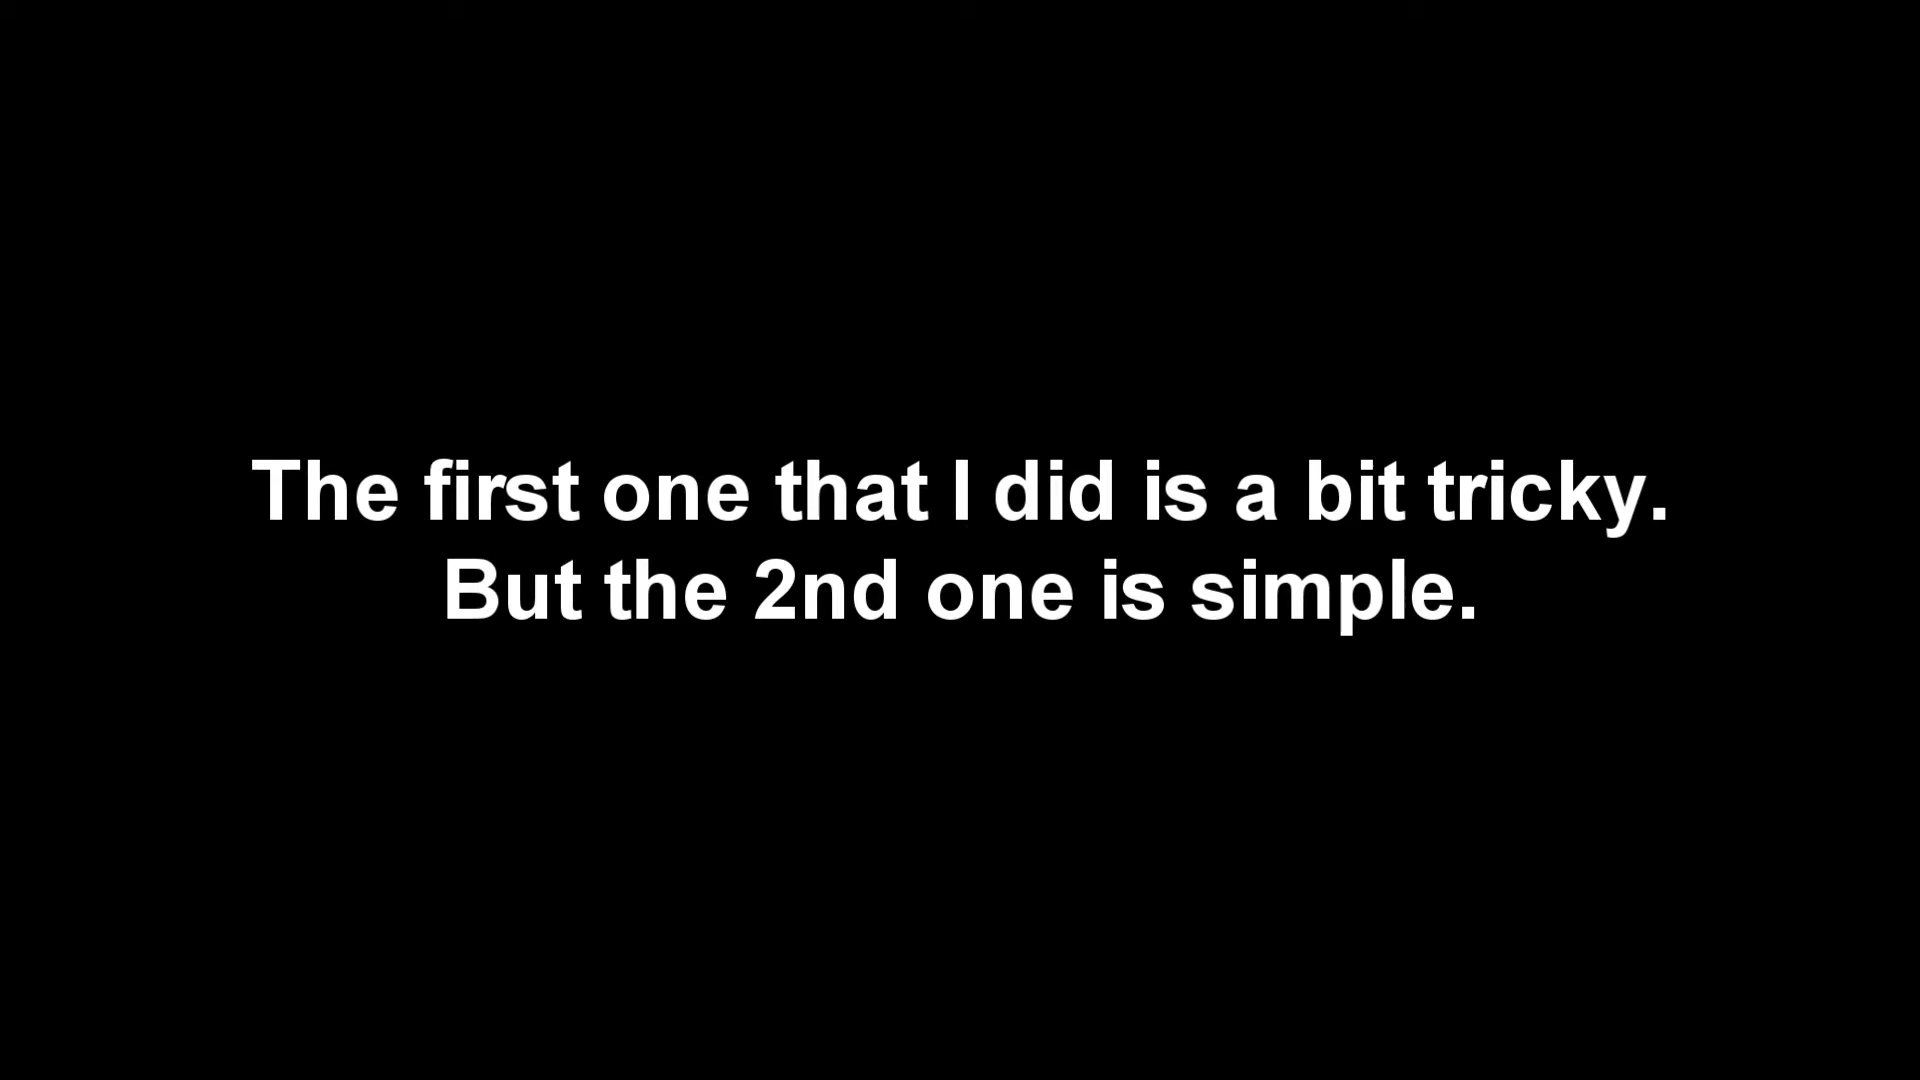 The first one that I did is a bit tricky.
But the 2nd one is simple.